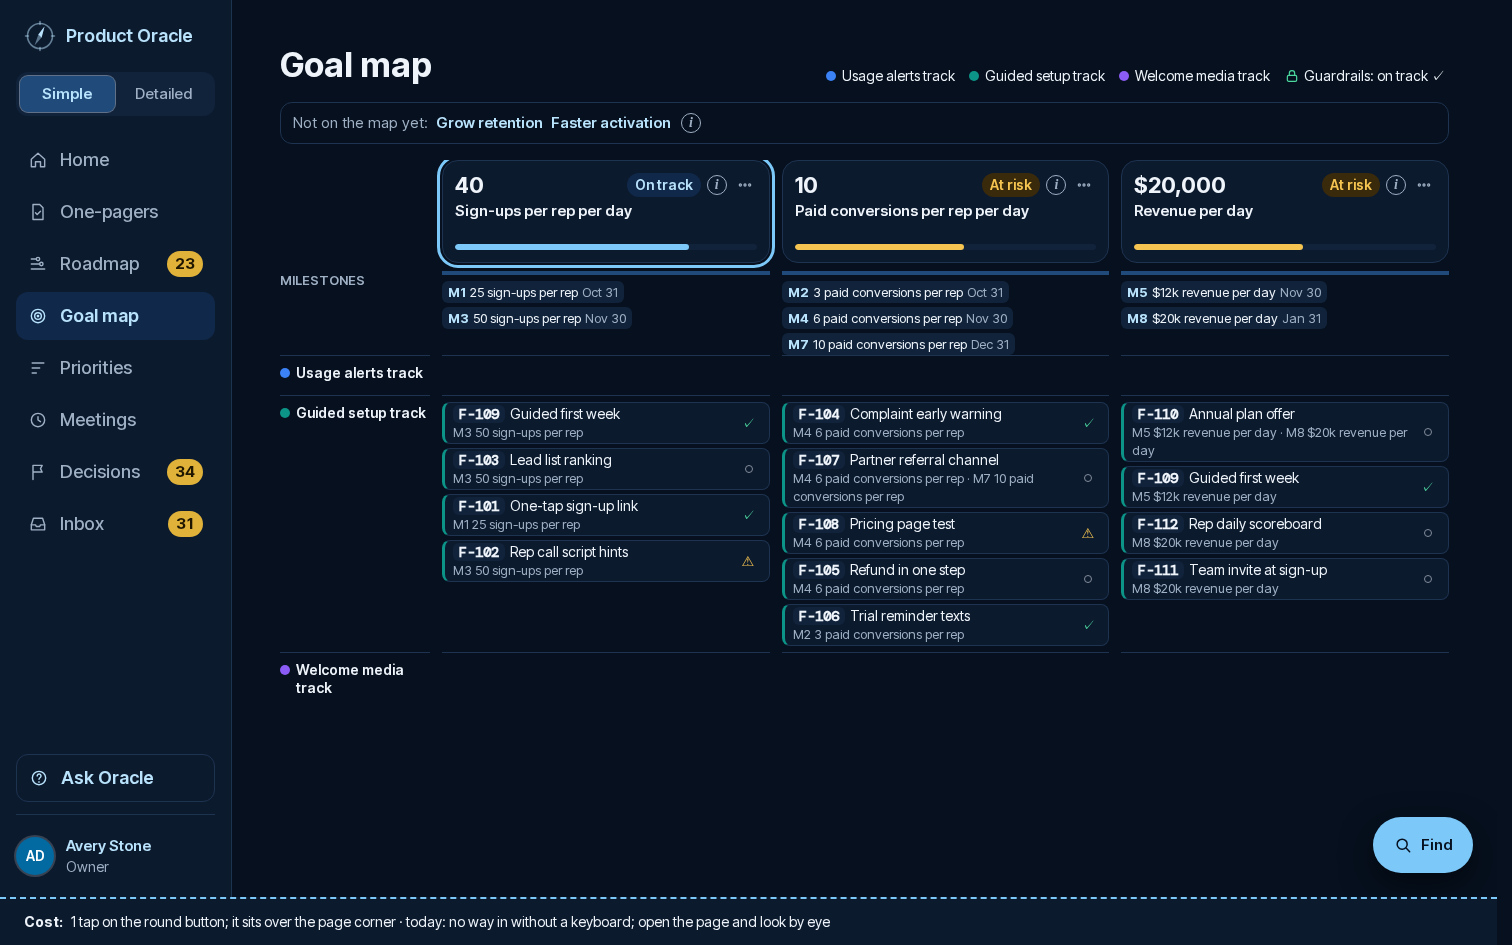 Product Oracle
Simple Detailed
Home
One-pagers
Roadmap 23
Goal map
Priorities
Meetings
Decisions 34
Inbox 31
Ask Oracle
AD Avery Stone
Owner
Goal map
Usage alerts track Guided setup track Welcome media track Guardrails: on track ✓
Not on the map yet: Grow retention Faster activation i
40 On track i
Sign-ups per rep per day
10 At risk i
Paid conversions per rep per day
$20,000 At risk i
Revenue per day
MILESTONES
M1 25 sign-ups per rep Oct 31
M3 50 sign-ups per rep Nov 30
M2 3 paid conversions per rep Oct 31
M4 6 paid conversions per rep Nov 30
M7 10 paid conversions per rep Dec 31
M5 $12k revenue per day Nov 30
M8 $20k revenue per day Jan 31
Usage alerts track
Guided setup track
F-109 Guided first week ✓
M3 50 sign-ups per rep
F-103 Lead list ranking ○
M3 50 sign-ups per rep
F-101 One-tap sign-up link ✓
M1 25 sign-ups per rep
F-102 Rep call script hints ⚠
M3 50 sign-ups per rep
F-104 Complaint early warning ✓
M4 6 paid conversions per rep
F-107 Partner referral channel ○
M4 6 paid conversions per rep · M7 10 paid
conversions per rep
F-108 Pricing page test ⚠
M4 6 paid conversions per rep
F-105 Refund in one step ○
M4 6 paid conversions per rep
F-106 Trial reminder texts ✓
M2 3 paid conversions per rep
F-110 Annual plan offer ○
M5 $12k revenue per day · M8 $20k revenue per
day
F-109 Guided first week ✓
M5 $12k revenue per day
F-112 Rep daily scoreboard ○
M8 $20k revenue per day
F-111 Team invite at sign-up ○
M8 $20k revenue per day
Welcome media
track
Find
Cost: 1 tap on the round button; it sits over the page corner · today: no way in without a keyboard; open the page and look by eye